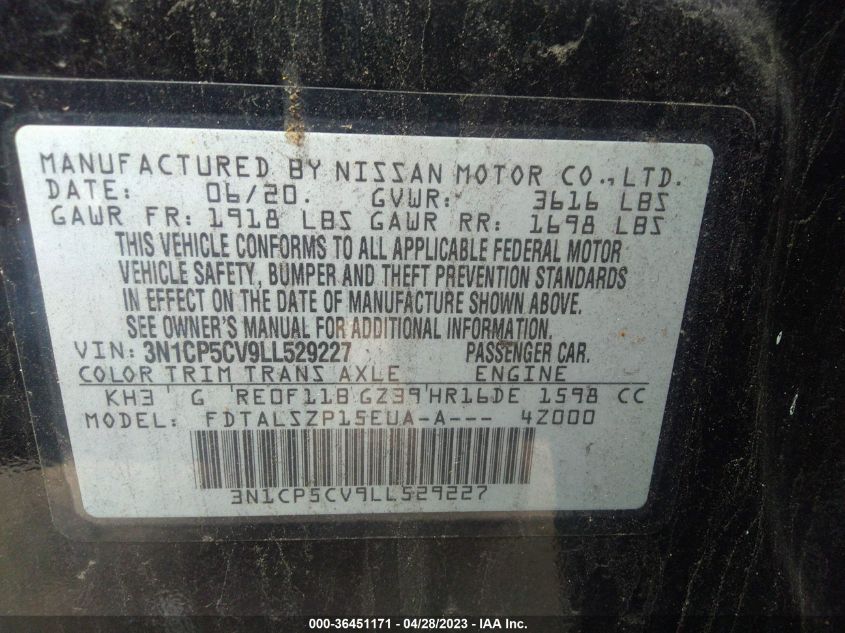 MANUFACTURED BY NISSAN MOTOR CO., LTD.
DATE: 06/20. GVWR: 3616 LBS
GAWR FR: 1918 LBS GAWR RR: 1698 LBS
THIS VEHICLE CONFORMS TO ALL APPLICABLE FEDERAL MOTOR
VEHICLE SAFETY, BUMPER AND THEFT PREVENTION STANDARDS
IN EFFECT ON THE DATE OF MANUFACTURE SHOWN ABOVE.
SEE OWNER'S MANUAL FOR ADDITIONAL INFORMATION.
VIN: 3N1CP5CV9LL529227 PASSENGER CAR.
COLOR TRIM TRANS AXLE ENGINE
KH3 G RE0F11B GZ39 HR16DE 1598 CC
MODEL: FDTALSZP15EUA-A--- 4Z000
3N1CP5CV9LL529227
000-36451171 - 04/28/2023 - IAA Inc.